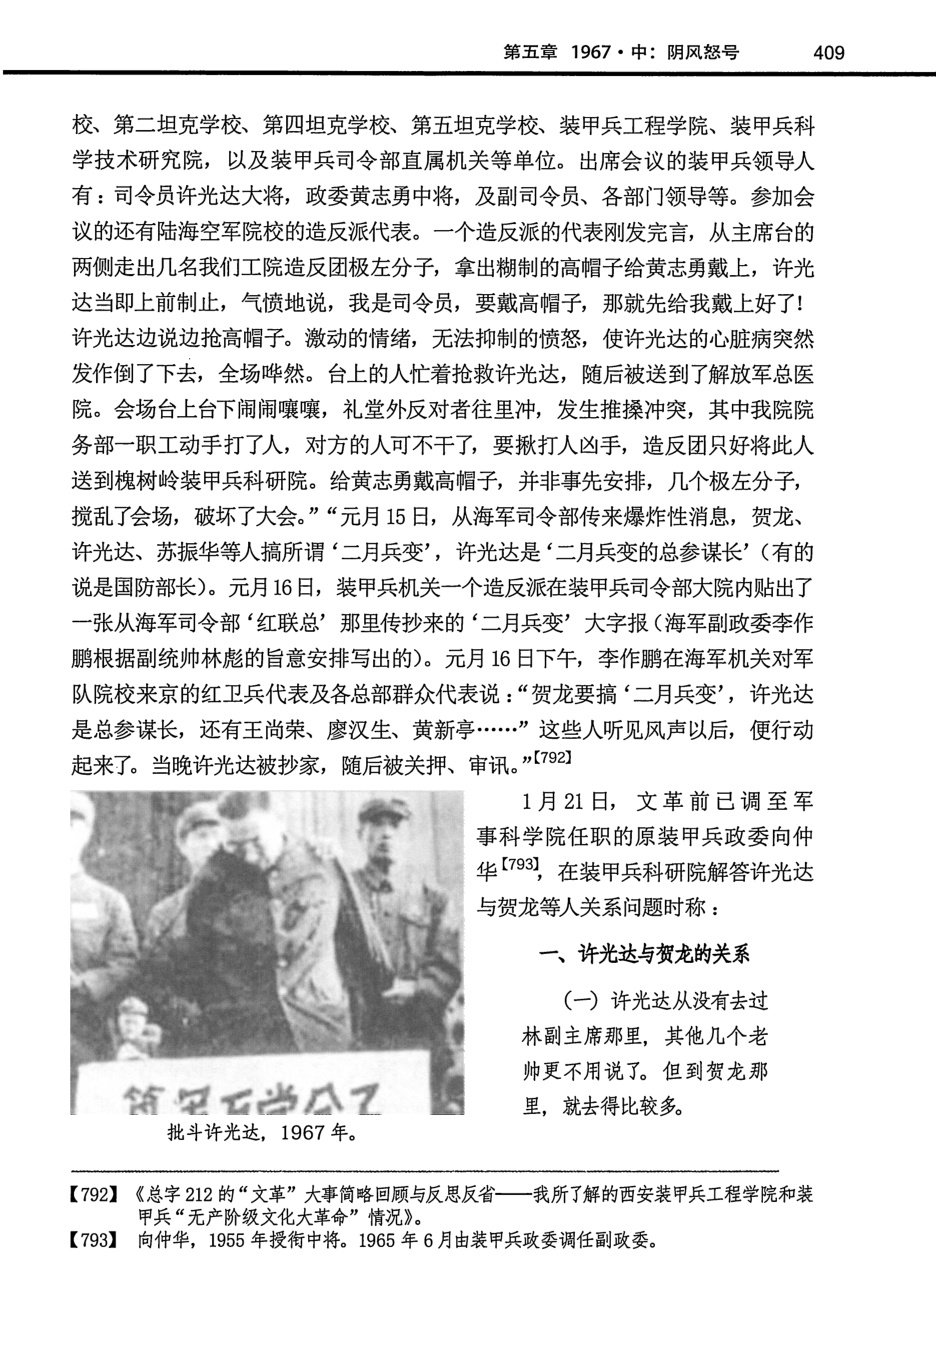 第五章 1967·中：阴风怒号 409
校、第二坦克学校、第四坦克学校、第五坦克学校、装甲兵工程学院、装甲兵科
学技术研究院，以及装甲兵司令部直属机关等单位。出席会议的装甲兵领导人
有：司令员许光达大将，政委黄志勇中将，及副司令员、各部门领导等。参加会
议的还有陆海空军院校的造反派代表。一个造反派的代表刚发完言，从主席台的
两侧走出几名我们工院造反团极左分子，拿出糊制的高帽子给黄志勇戴上，许光
达当即上前制止，气愤地说，我是司令员，要戴高帽子，那就先给我戴上好了！
许光达边说边抢高帽子。激动的情绪，无法抑制的愤怒，使许光达的心脏病突然
发作倒了下去，全场哗然。台上的人忙着抢救许光达，随后被送到了解放军总医
院。会场台上台下闹闹嚷嚷，礼堂外反对者往里冲，发生推搡冲突，其中我院院
务部一职工动手打了人，对方的人可不干了，要揪打人凶手，造反团只好将此人
送到槐树岭装甲兵科研院。给黄志勇戴高帽子，并非事先安排，几个极左分子，
搅乱了会场，破坏了大会。”“元月15日，从海军司令部传来爆炸性消息，贺龙、
许光达、苏振华等人搞所谓‘二月兵变’，许光达是‘二月兵变的总参谋长’（有的
说是国防部长）。元月16日，装甲兵机关一个造反派在装甲兵司令部大院内贴出了
一张从海军司令部‘红联总’那里传抄来的‘二月兵变’大字报（海军副政委李作
鹏根据副统帅林彪的旨意安排写出的）。元月16日下午，李作鹏在海军机关对军
队院校来京的红卫兵代表及各总部群众代表说：“贺龙要搞‘二月兵变’，许光达
是总参谋长，还有王尚荣、廖汉生、黄新亭……”这些人听见风声以后，便行动
起来了。当晚许光达被抄家，随后被关押、审讯。”【792】
1月21日，文革前已调至军
事科学院任职的原装甲兵政委向仲
华【793】，在装甲兵科研院解答许光达
与贺龙等人关系问题时称：
一、许光达与贺龙的关系
（一）许光达从没有去过
林副主席那里，其他几个老
帅更不用说了。但到贺龙那
里，就去得比较多。
批斗许光达，1967年。
【792】《总字212的“文革”大事简略回顾与反思反省——我所了解的西安装甲兵工程学院和装
甲兵“无产阶级文化大革命”情况》。
【793】 向仲华，1955年授衔中将。1965年6月由装甲兵政委调任副政委。